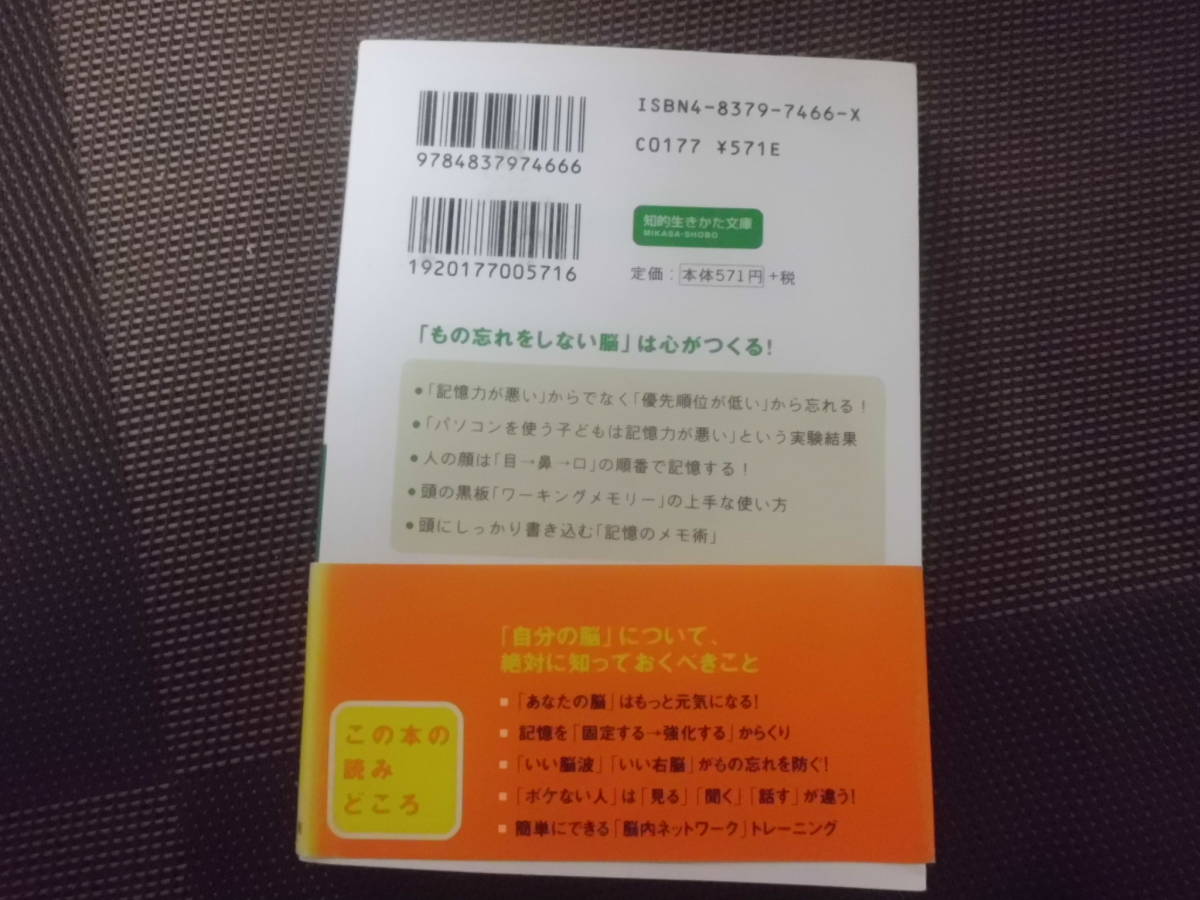 ISBN4-8379-7466-X
9784837974666
C0177 ¥571E
知的生きかた文庫
MIKASA-SHOBO
1920177005716
定価：本体571円+税
「もの忘れをしない脳」は心がつくる！
●「記憶力が悪い」からでなく「優先順位が低い」から忘れる！
●「パソコンを使う子どもは記憶力が悪い」という実験結果
●人の顔は「目→鼻→口」の順番で記憶する！
●頭の黒板「ワーキングメモリー」の上手な使い方
●頭にしっかり書き込む「記憶のメモ術」
「自分の脳」について、
絶対に知っておくべきこと
この本の
読み
どころ
■「あなたの脳」はもっと元気になる！
■記憶を「固定する→強化する」からくり
■「いい脳波」「いい右脳」がもの忘れを防ぐ！
■「ボケない人」は「見る」「聞く」「話す」が違う！
■簡単にできる「脳内ネットワーク」トレーニング